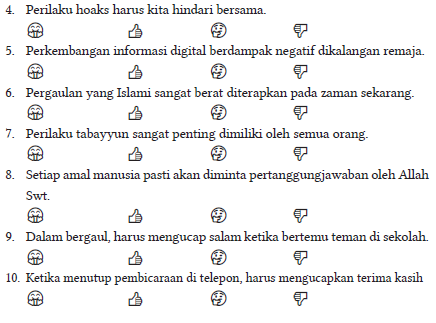 4. Perilaku hoaks harus kita hindari bersama.
5. Perkembangan informasi digital berdampak negatif dikalangan remaja.
6. Pergaulan yang Islami sangat berat diterapkan pada zaman sekarang.
7. Perilaku tabayyun sangat penting dimiliki oleh semua orang.
8. Setiap amal manusia pasti akan diminta pertanggungjawaban oleh Allah
Swt.
9. Dalam bergaul, harus mengucap salam ketika bertemu teman di sekolah.
10. Ketika menutup pembicaraan di telepon, harus mengucapkan terima kasih